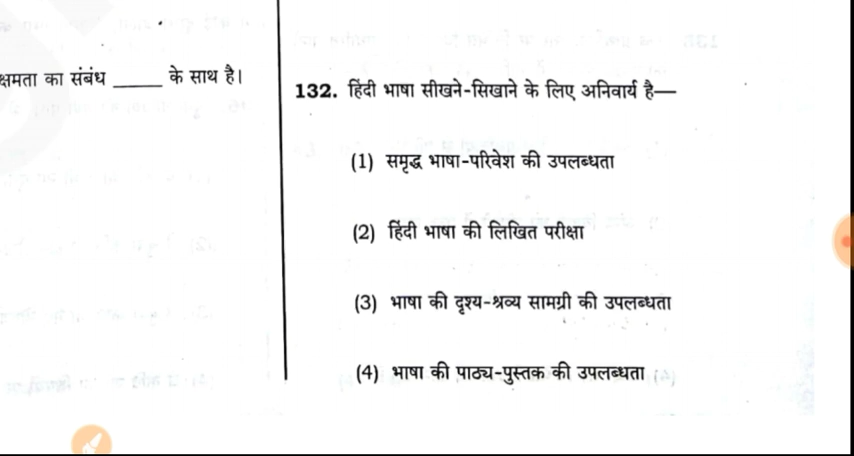 क्षमता का संबंध ______ के साथ है।
132. हिंदी भाषा सीखने-सिखाने के लिए अनिवार्य है—
(1) समृद्ध भाषा-परिवेश की उपलब्धता
(2) हिंदी भाषा की लिखित परीक्षा
(3) भाषा की दृश्य-श्रव्य सामग्री की उपलब्धता
(4) भाषा की पाठ्य-पुस्तक की उपलब्धता